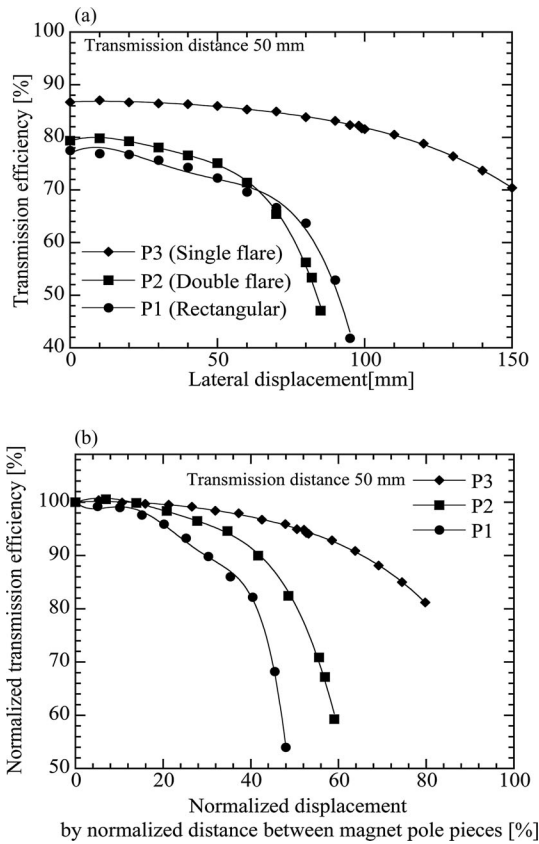 (a)
100
Transmission distance 50 mm
90
80
70
60
50
40
Transmission efficiency [%]
P3 (Single flare)
P2 (Double flare)
P1 (Rectangular)
0 50 100 150
Lateral displacement[mm]
(b)
Transmission distance 50 mm
P3
P2
P1
100
90
80
70
60
50
Normalized transmission efficiency [%]
0 20 40 60 80 100
Normalized displacement
by normalized distance between magnet pole pieces [%]